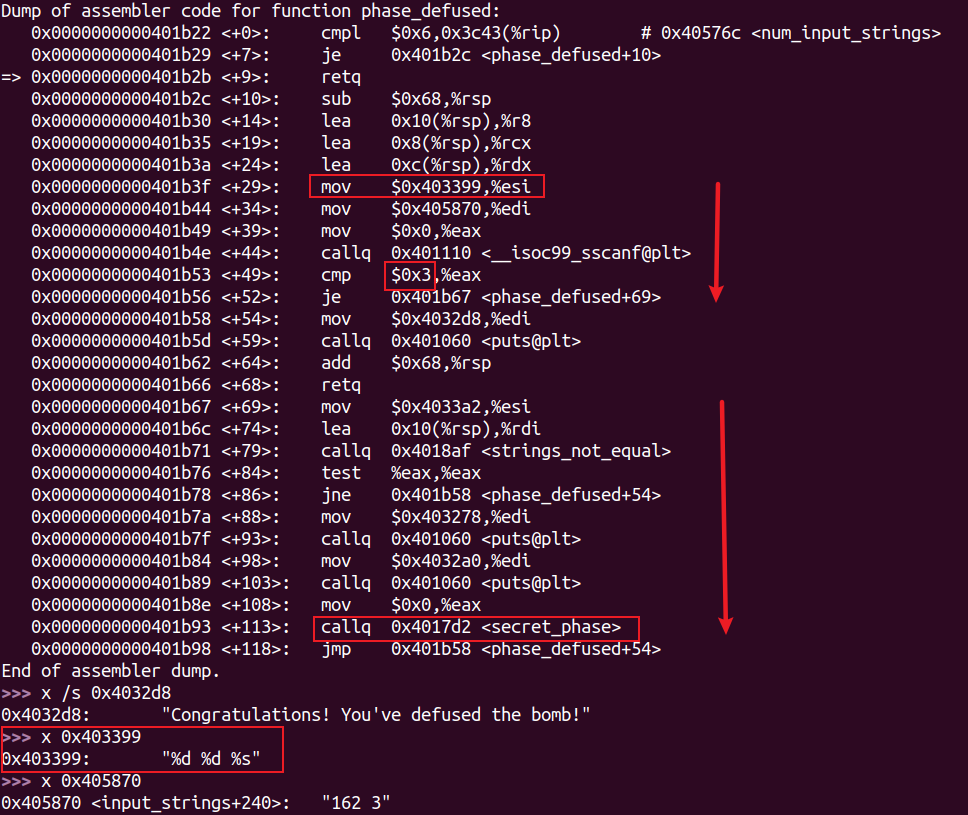 Dump of assembler code for function phase_defused:
   0x0000000000401b22 <+0>:     cmpl   $0x6,0x3c43(%rip)        # 0x40576c <num_input_strings>
   0x0000000000401b29 <+7>:     je     0x401b2c <phase_defused+10>
=> 0x0000000000401b2b <+9>:     retq
   0x0000000000401b2c <+10>:    sub    $0x68,%rsp
   0x0000000000401b30 <+14>:    lea    0x10(%rsp),%r8
   0x0000000000401b35 <+19>:    lea    0x8(%rsp),%rcx
   0x0000000000401b3a <+24>:    lea    0xc(%rsp),%rdx
   0x0000000000401b3f <+29>:    mov    $0x403399,%esi
   0x0000000000401b44 <+34>:    mov    $0x405870,%edi
   0x0000000000401b49 <+39>:    mov    $0x0,%eax
   0x0000000000401b4e <+44>:    callq  0x401110 <__isoc99_sscanf@plt>
   0x0000000000401b53 <+49>:    cmp    $0x3,%eax
   0x0000000000401b56 <+52>:    je     0x401b67 <phase_defused+69>
   0x0000000000401b58 <+54>:    mov    $0x4032d8,%edi
   0x0000000000401b5d <+59>:    callq  0x401060 <puts@plt>
   0x0000000000401b62 <+64>:    add    $0x68,%rsp
   0x0000000000401b66 <+68>:    retq
   0x0000000000401b67 <+69>:    mov    $0x4033a2,%esi
   0x0000000000401b6c <+74>:    lea    0x10(%rsp),%rdi
   0x0000000000401b71 <+79>:    callq  0x4018af <strings_not_equal>
   0x0000000000401b76 <+84>:    test   %eax,%eax
   0x0000000000401b78 <+86>:    jne    0x401b58 <phase_defused+54>
   0x0000000000401b7a <+88>:    mov    $0x403278,%edi
   0x0000000000401b7f <+93>:    callq  0x401060 <puts@plt>
   0x0000000000401b84 <+98>:    mov    $0x4032a0,%edi
   0x0000000000401b89 <+103>:   callq  0x401060 <puts@plt>
   0x0000000000401b8e <+108>:   mov    $0x0,%eax
   0x0000000000401b93 <+113>:   callq  0x4017d2 <secret_phase>
   0x0000000000401b98 <+118>:   jmp    0x401b58 <phase_defused+54>
End of assembler dump.
>>> x /s 0x4032d8
0x4032d8:       "Congratulations! You've defused the bomb!"
>>> x 0x403399
0x403399:       "%d %d %s"
>>> x 0x405870
0x405870 <input_strings+240>:   "162 3"